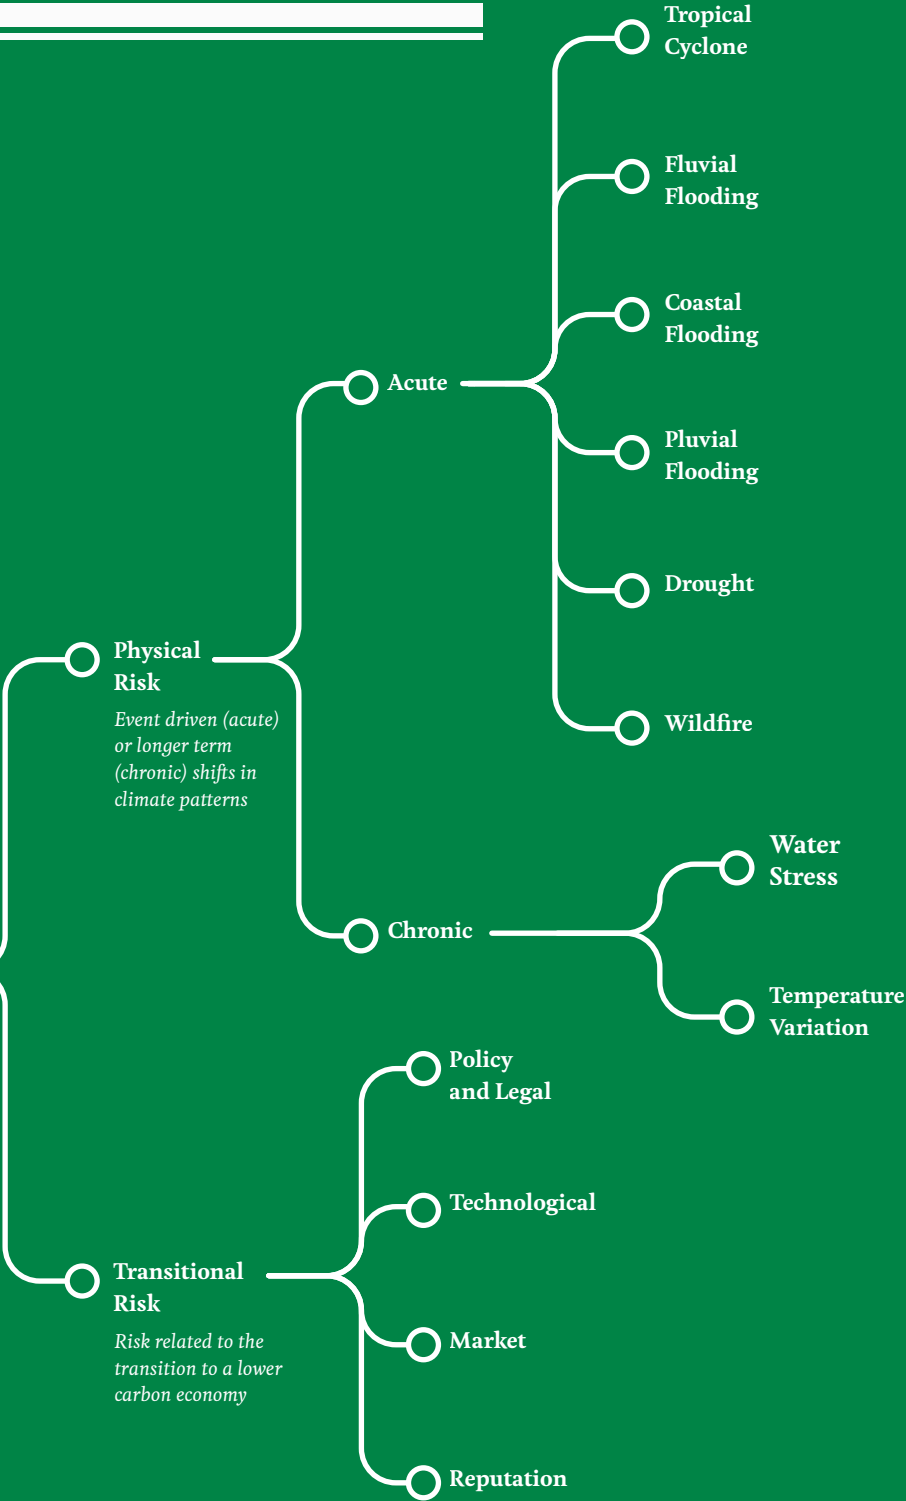 Tropical
Cyclone
Fluvial
Flooding
Coastal
Flooding
Acute
Pluvial
Flooding
Drought
Physical
Risk
Event driven (acute)
or longer term
(chronic) shifts in
climate patterns
Wildfire
Water
Stress
Chronic
Temperature
Variation
Policy
and Legal
Technological
Transitional
Risk
Risk related to the
transition to a lower
carbon economy
Market
Reputation